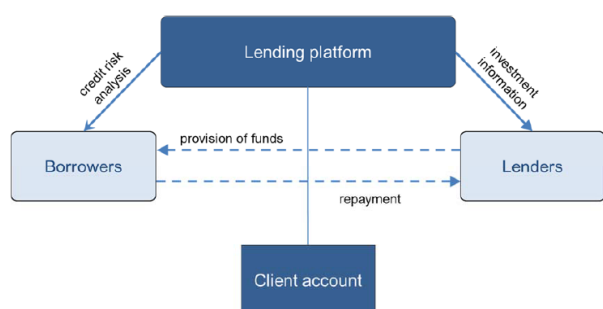 Lending platform
credit risk
analysis
investment
information
provision of funds
Borrowers
Lenders
repayment
Client account